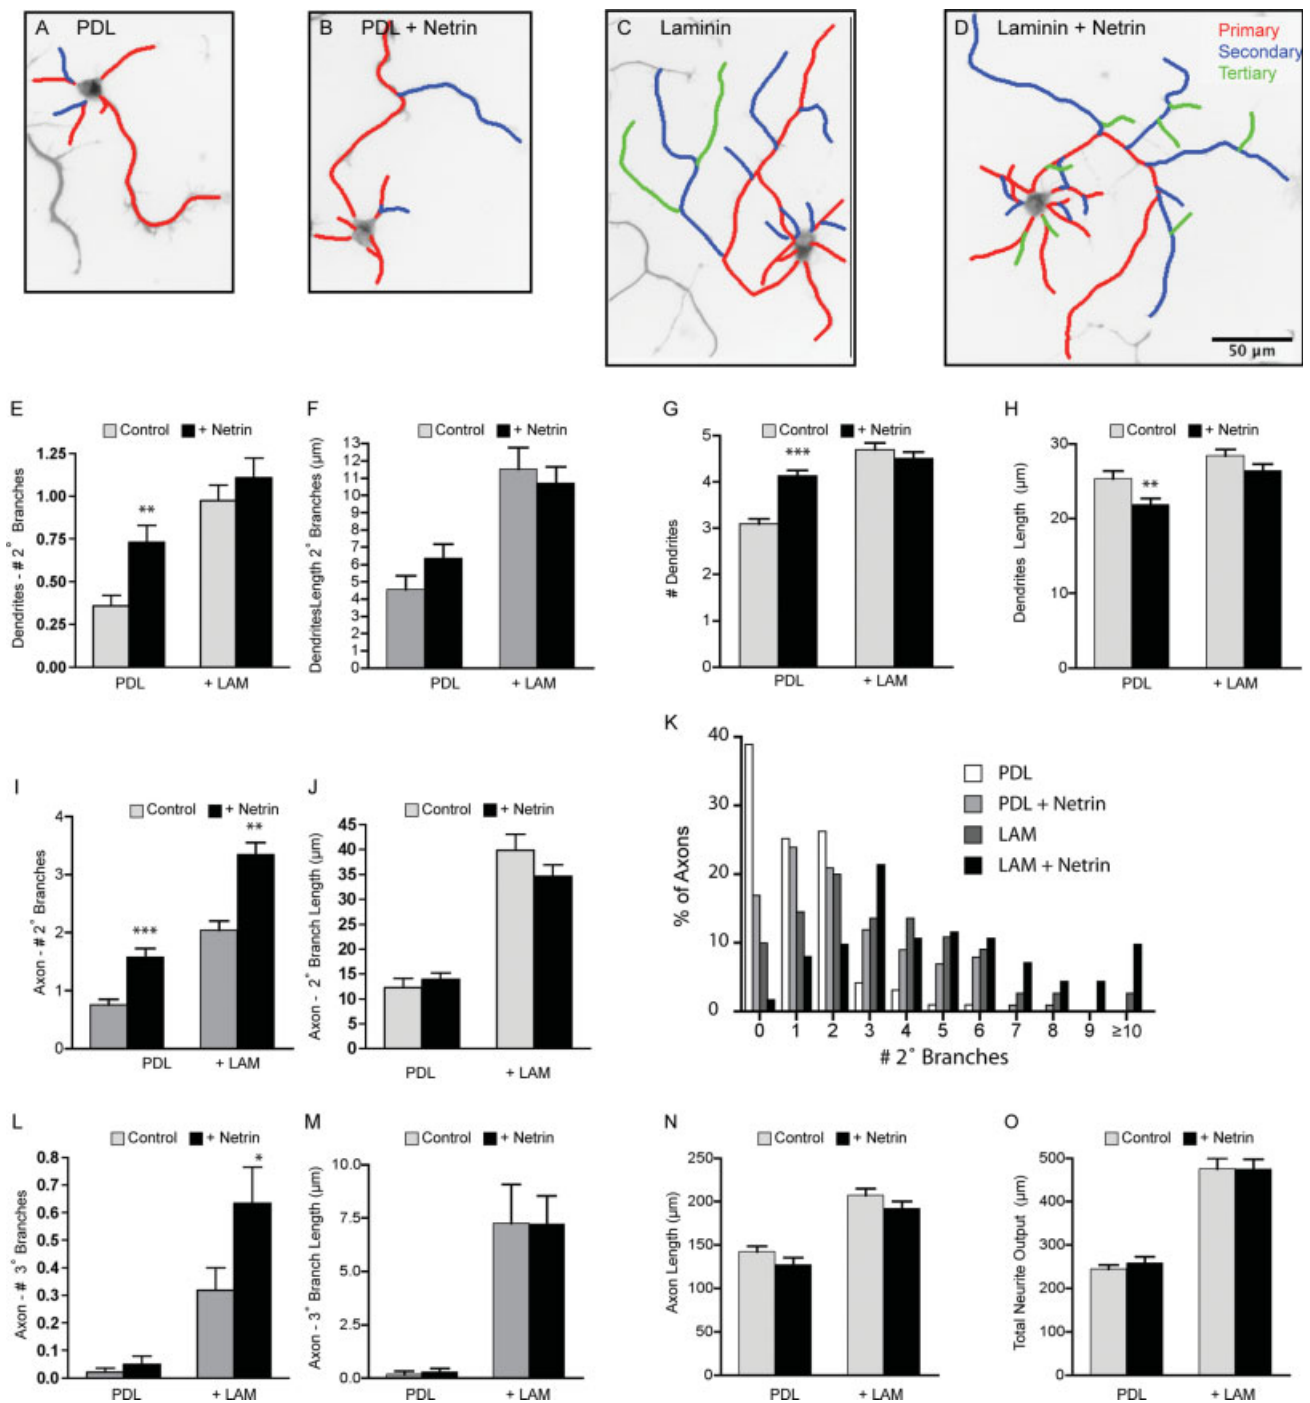 A PDL
B PDL + Netrin
C Laminin
D Laminin + Netrin
Primary
Secondary
Tertiary
50 µm
E
Control + Netrin
Dendrites - # 2° Branches
1.25
1.00
0.75
0.50
0.25
0.00
**
PDL + LAM
F
Control + Netrin
DendritesLength 2° Branches (µm)
13
12
11
10
9
8
7
6
5
4
3
2
1
0
PDL + LAM
G
Control + Netrin
# Dendrites
5
4
3
2
1
0
***
PDL + LAM
H
Control + Netrin
Dendrites Length (µm)
30
20
10
0
**
PDL + LAM
I
Control + Netrin
Axon - # 2° Branches
4
3
2
1
0
***
**
PDL + LAM
J
Control + Netrin
Axon - 2° Branch Length (µm)
45
40
35
30
25
20
15
10
5
0
PDL + LAM
K
% of Axons
40
30
20
10
0
PDL
PDL + Netrin
LAM
LAM + Netrin
0 1 2 3 4 5 6 7 8 9 ≥10
# 2° Branches
L
Control + Netrin
Axon - # 3° Branches
0.8
0.7
0.6
0.5
0.4
0.3
0.2
0.1
0.0
*
PDL + LAM
M
Control + Netrin
Axon - 3° Branch Length (µm)
10.0
7.5
5.0
2.5
0.0
PDL + LAM
N
Control + Netrin
Axon Length (µm)
250
200
150
100
50
0
PDL + LAM
O
Control + Netrin
Total Neurite Output (µm)
500
400
300
200
100
0
PDL + LAM